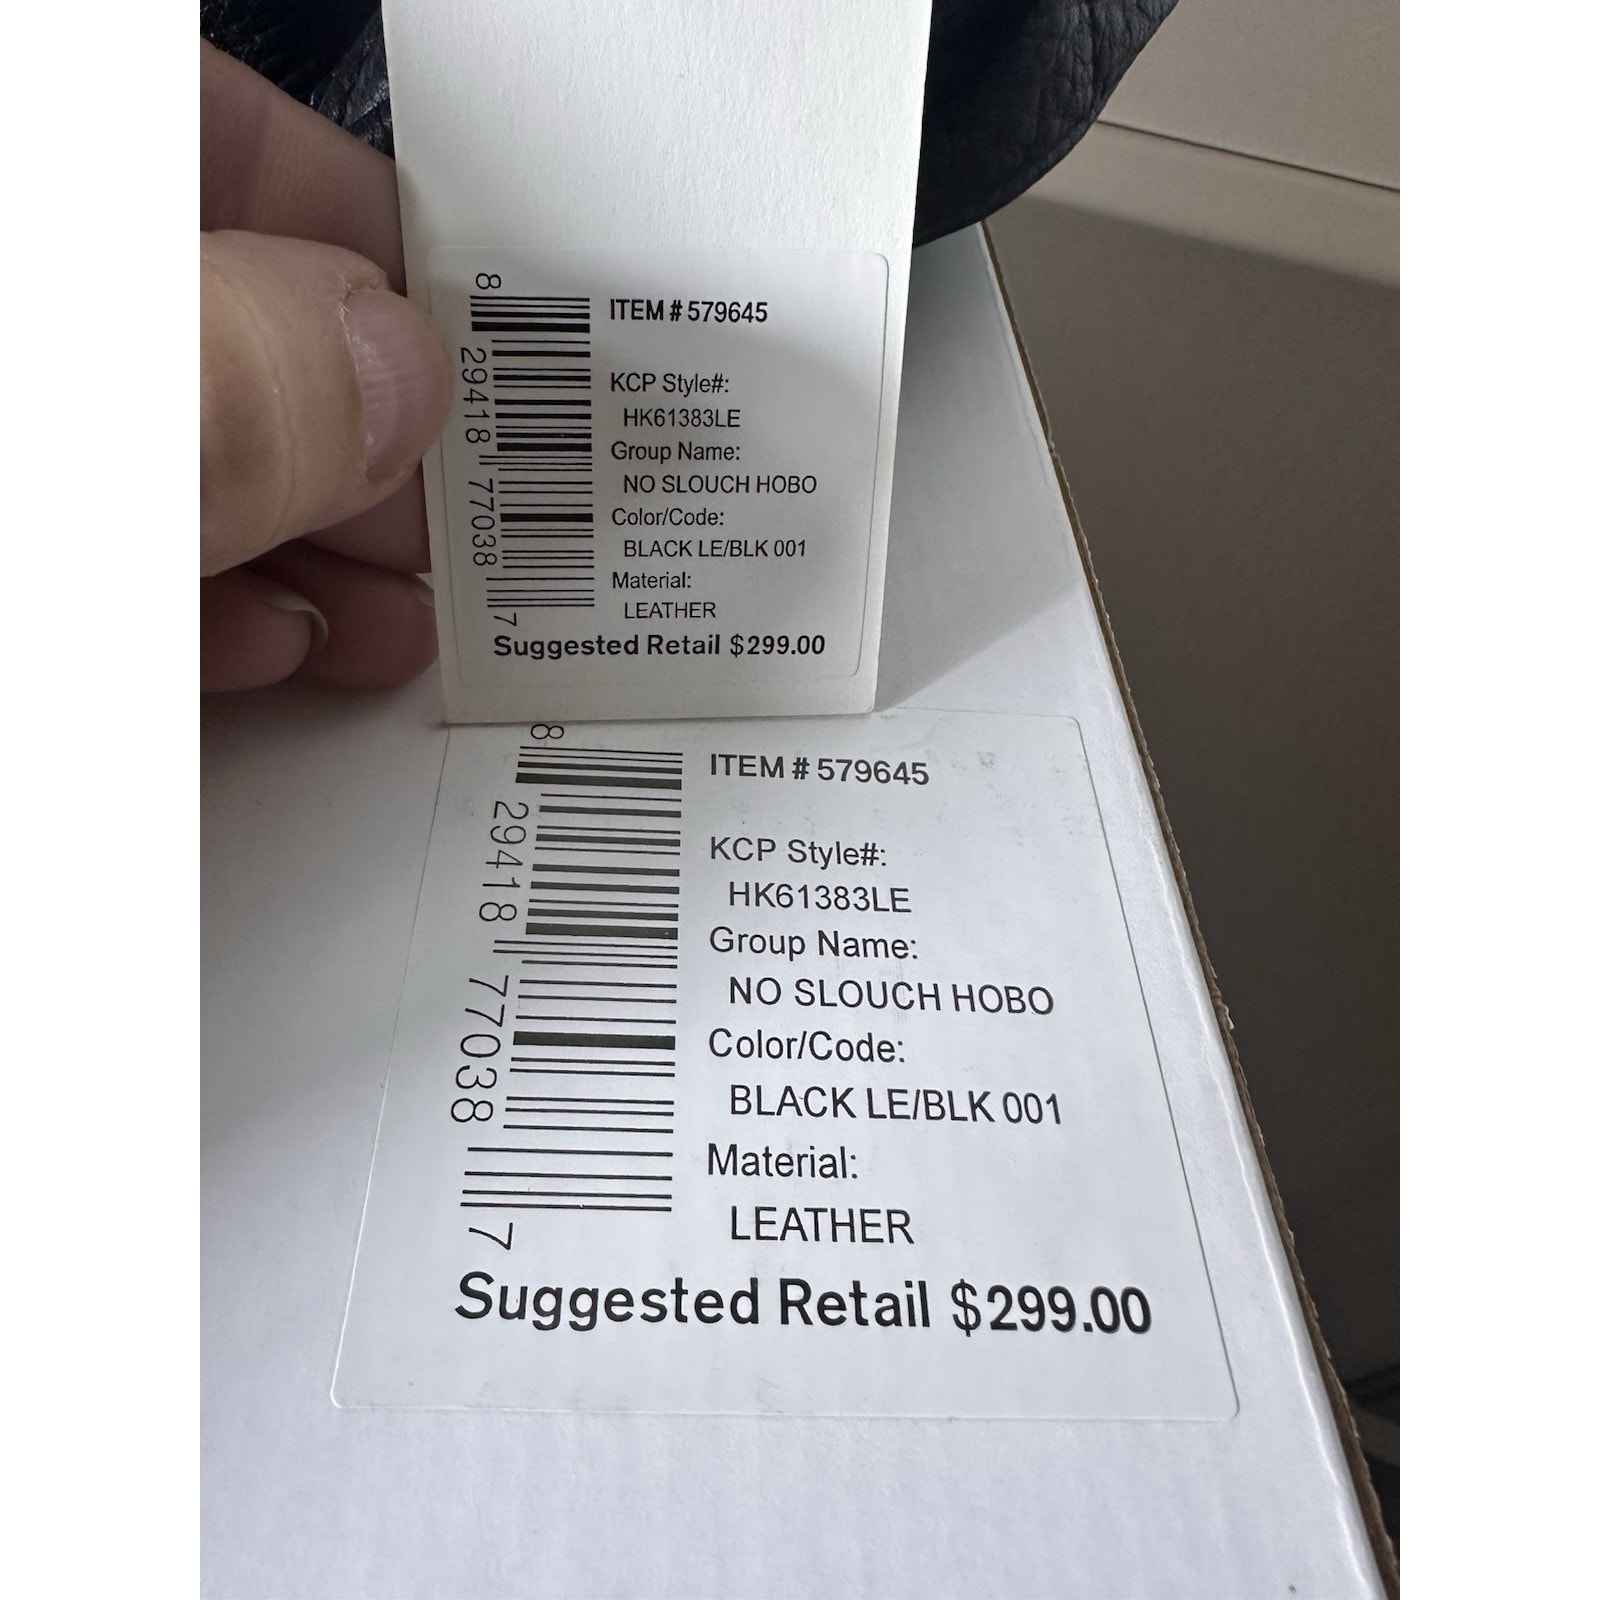 ITEM # 579645
KCP Style#:
HK61383LE
Group Name:
NO SLOUCH HOBO
Color/Code:
BLACK LE/BLK 001
Material:
LEATHER
Suggested Retail $299.00
8 29418 77038 7
ITEM # 579645
KCP Style#:
HK61383LE
Group Name:
NO SLOUCH HOBO
Color/Code:
BLACK LE/BLK 001
Material:
LEATHER
Suggested Retail $299.00
8 29418 77038 7